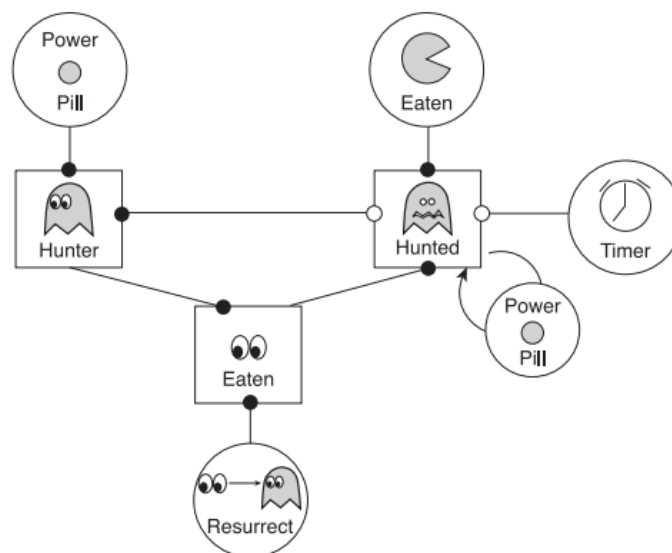 Power
Pill
Eaten
Hunter
Hunted
Timer
Power
Pill
Eaten
Resurrect